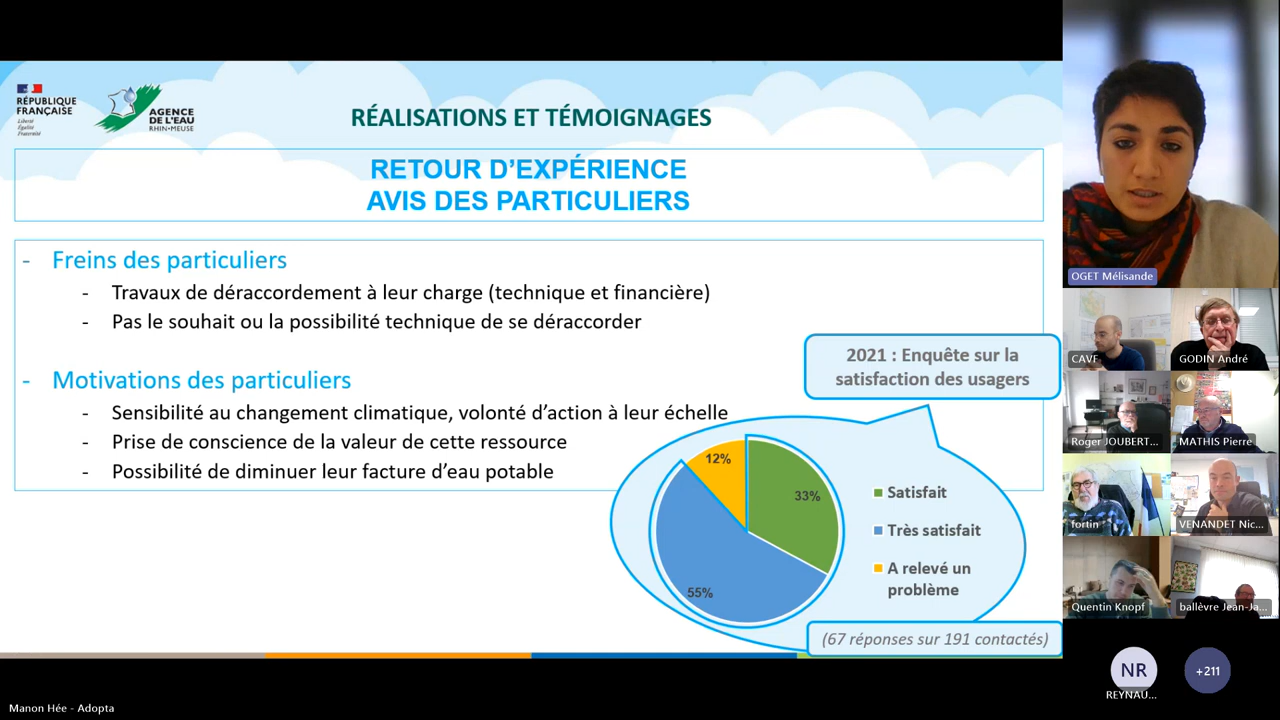 RÉPUBLIQUE
FRANÇAISE
Liberté
Égalité
Fraternité
AGENCE
DE L'EAU
RHIN•MEUSE
RÉALISATIONS ET TÉMOIGNAGES
RETOUR D'EXPÉRIENCE
AVIS DES PARTICULIERS
- Freins des particuliers
- Travaux de déraccordement à leur charge (technique et financière)
- Pas le souhait ou la possibilité technique de se déraccorder
- Motivations des particuliers
- Sensibilité au changement climatique, volonté d'action à leur échelle
- Prise de conscience de la valeur de cette ressource
- Possibilité de diminuer leur facture d'eau potable
2021 : Enquête sur la
satisfaction des usagers
12%
33%
55%
Satisfait
Très satisfait
A relevé un
problème
(67 réponses sur 191 contactés)
OGET Mélisande
CAVF
GODIN André
Roger JOUBERT...
MATHIS Pierre
fortin
VENANDET Nic...
Quentin Knopf
ballèvre Jean-Ja...
NR
REYNAU...
+211
Manon Hée - Adopta